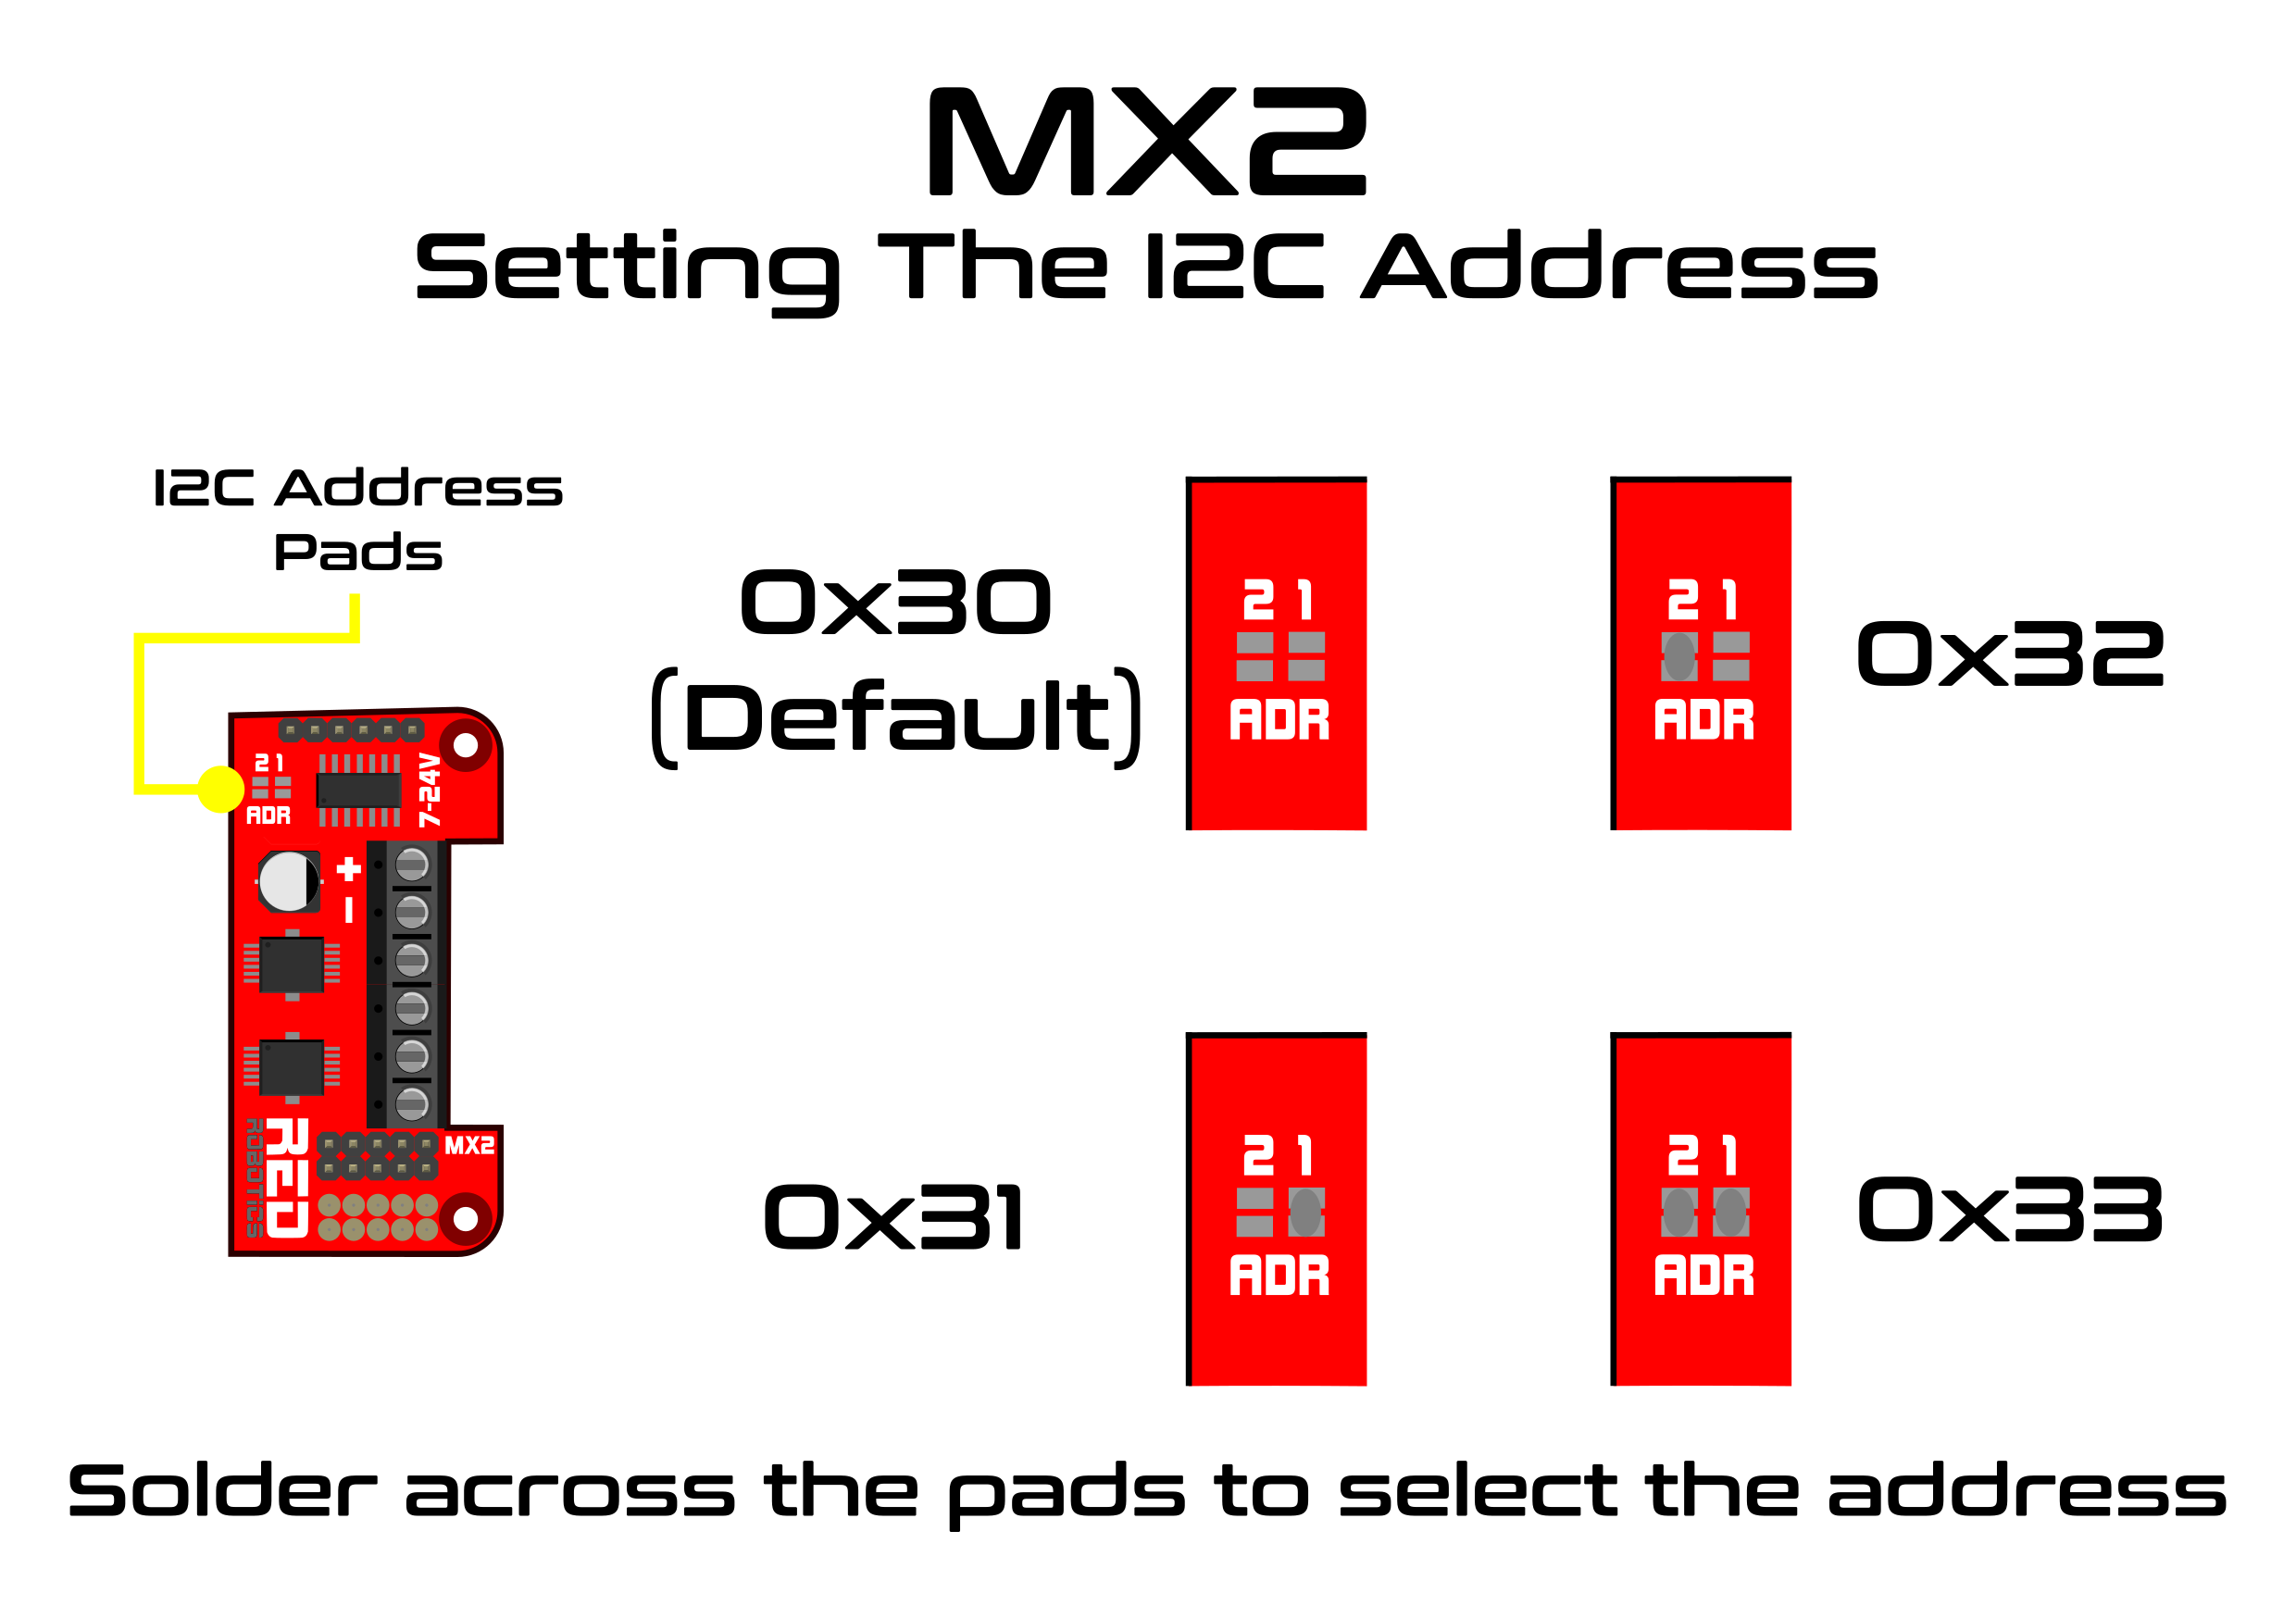 MX2
Setting The I2C Address
I2C Address
Pads
0x30
(Default)
2 1
ADR
2 1
ADR
0x32
2 1
ADR
7-24V
+
-
MX2
RED
ROBOTICS
0x31
2 1
ADR
2 1
ADR
0x33
Solder across the pads to select the address